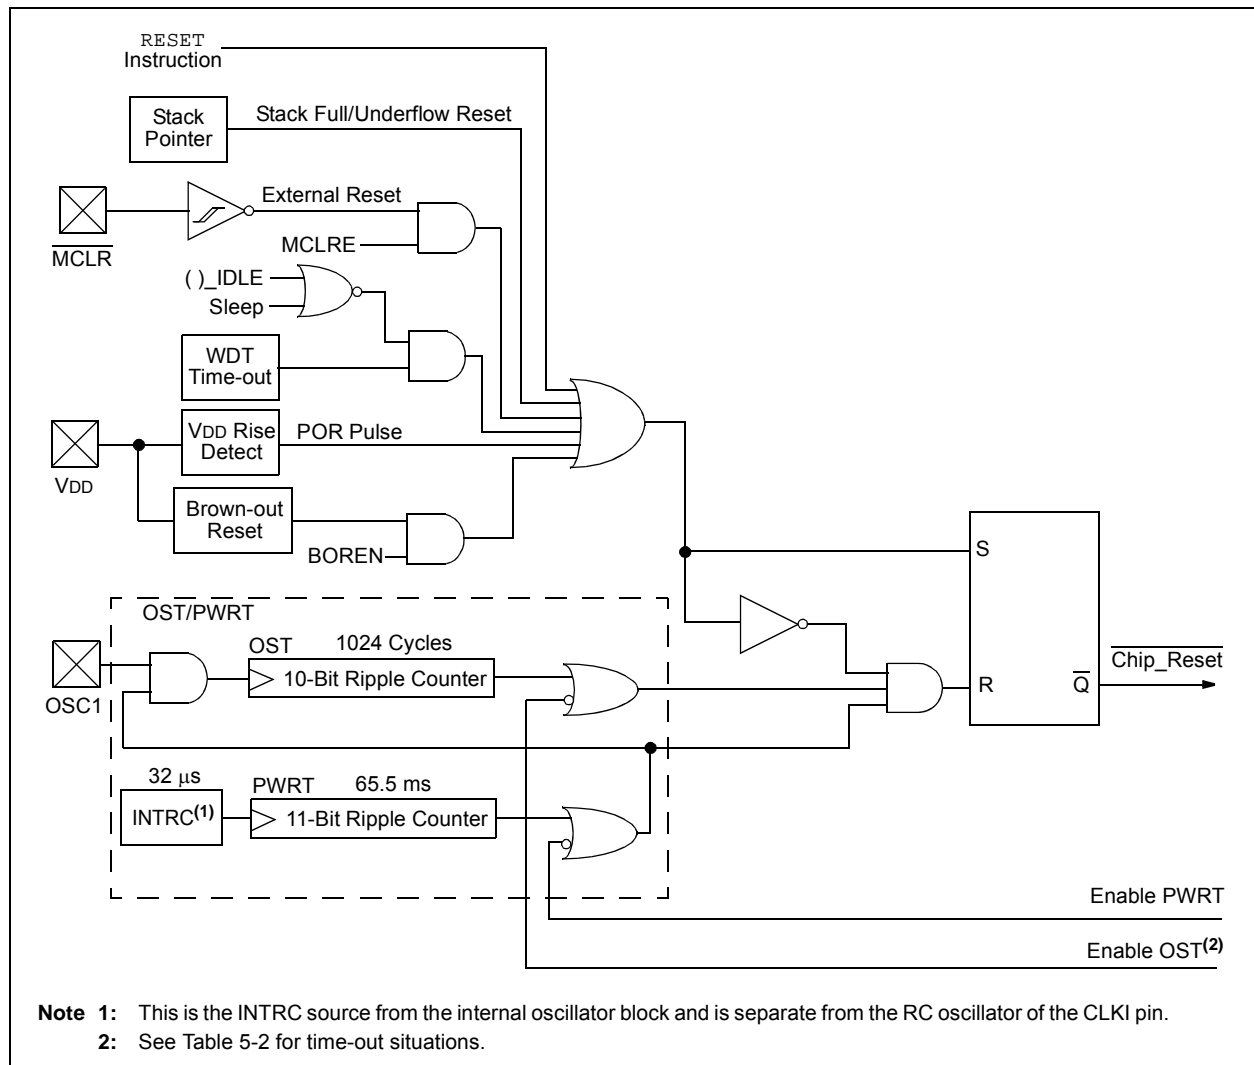 RESET
Instruction
Stack
Pointer
Stack Full/Underflow Reset
External Reset
MCLR
MCLRE
( )_IDLE
Sleep
WDT
Time-out
VDD Rise
Detect
POR Pulse
VDD
Brown-out
Reset
BOREN
S
OST/PWRT
OST
1024 Cycles
10-Bit Ripple Counter
OSC1
Chip_Reset
R
Q
32 μs
PWRT
65.5 ms
INTRC(1)
11-Bit Ripple Counter
Enable PWRT
Enable OST(2)
Note 1: This is the INTRC source from the internal oscillator block and is separate from the RC oscillator of the CLKI pin.
2: See Table 5-2 for time-out situations.